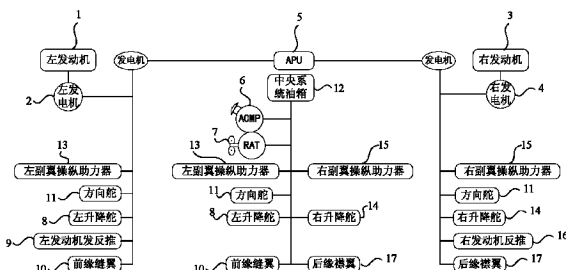 1
5
3
左发动机
发电机
APU
发电机
右发动机
中央系
统油箱
12
2
左发
电机
右发
电机
4
6
ACMP
7
RAT
13
13
15
15
左副翼操纵助力器
左副翼操纵助力器
右副翼操纵助力器
右副翼操纵助力器
11
方向舵
11
方向舵
方向舵
11
8
左升降舵
8
左升降舵
右升降舵
14
右升降舵
14
9
左发动机发反推
右发动机反推
16
10
前缘缝翼
10
前缘缝翼
后缘襟翼
17
后缘襟翼
17